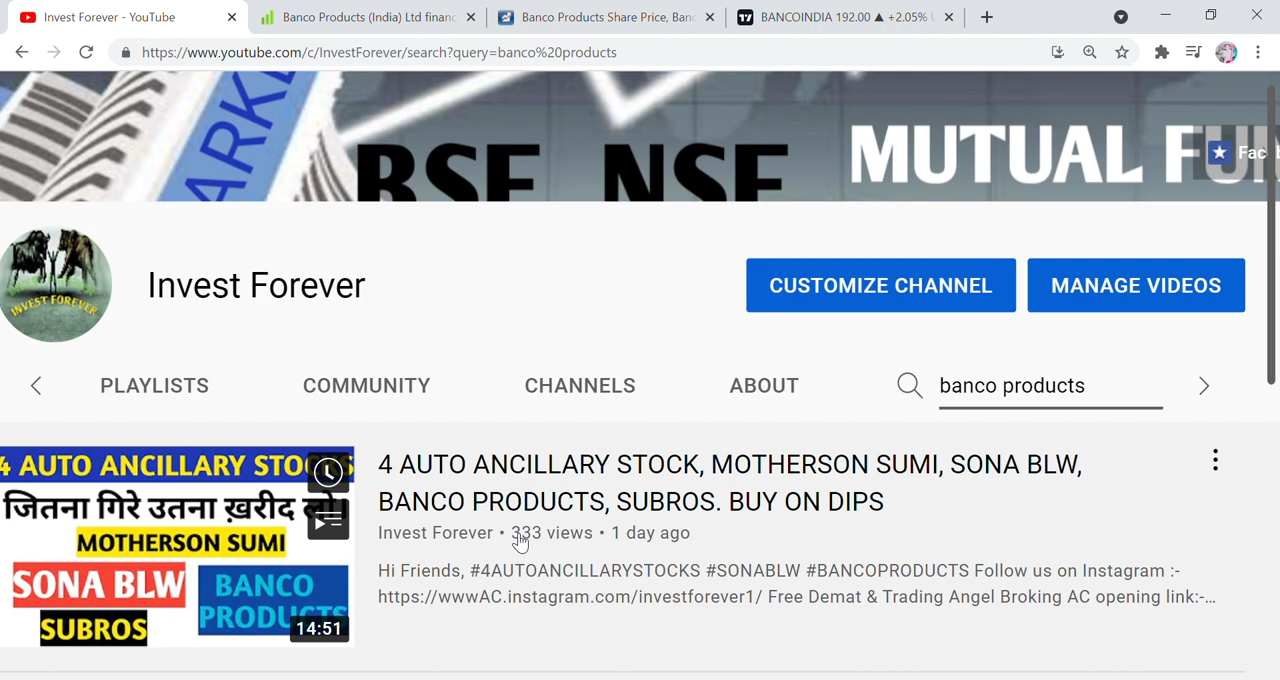 Invest Forever - YouTube
Banco Products (India) Ltd financ
Banco Products Share Price, Banc
BANCOINDIA 192.00 ▲ +2.05%
https://www.youtube.com/c/InvestForever/search?query=banco%20products
BSE NSE
MUTUAL FUN
INVEST FOREVER
Invest Forever
CUSTOMIZE CHANNEL
MANAGE VIDEOS
PLAYLISTS
COMMUNITY
CHANNELS
ABOUT
banco products
4 AUTO ANCILLARY STOCKS
जितना गिरे उतना ख़रीद लो।
MOTHERSON SUMI
SONA BLW
BANCO PRODUCTS
SUBROS
14:51
4 AUTO ANCILLARY STOCK, MOTHERSON SUMI, SONA BLW,
BANCO PRODUCTS, SUBROS. BUY ON DIPS
Invest Forever • 333 views • 1 day ago
Hi Friends, #4AUTOANCILLARYSTOCKS #SONABLW #BANCOPRODUCTS Follow us on Instagram :-
https://wwwAC.instagram.com/investforever1/ Free Demat & Trading Angel Broking AC opening link:-...